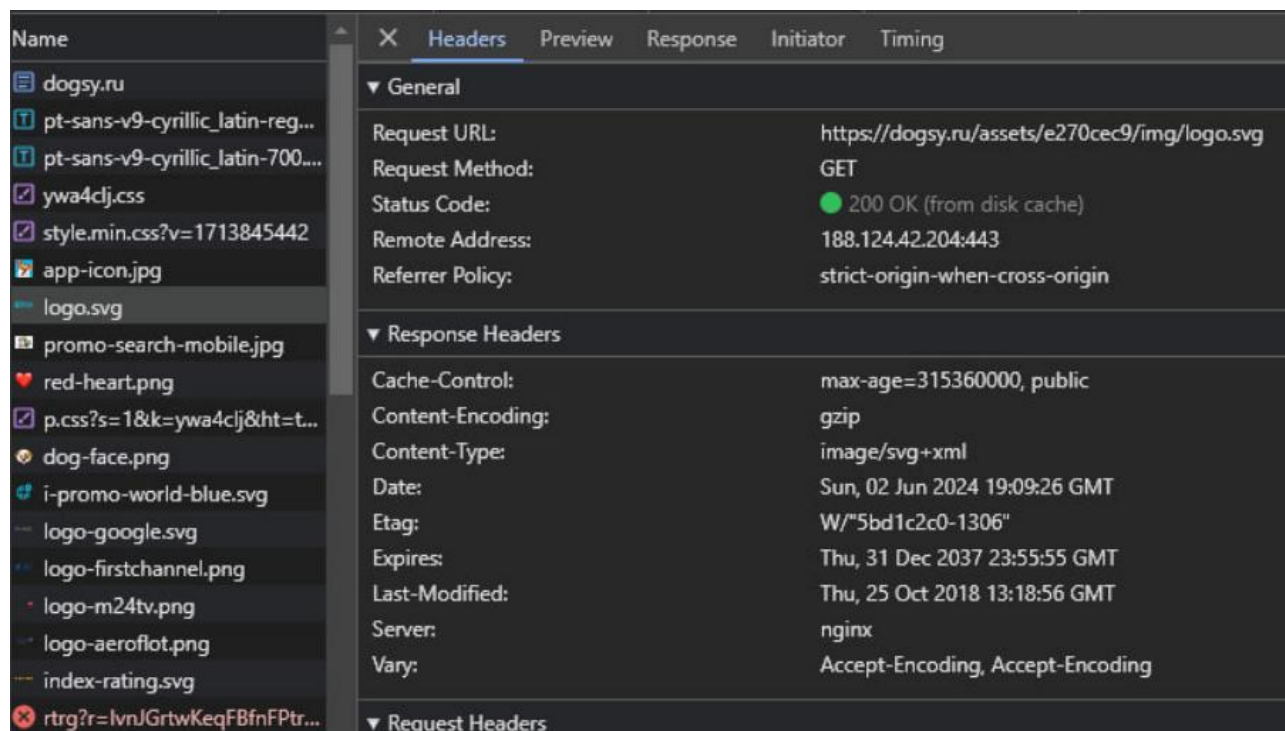 Name
dogsy.ru
pt-sans-v9-cyrillic_latin-reg...
pt-sans-v9-cyrillic_latin-700....
ywa4clj.css
style.min.css?v=1713845442
app-icon.jpg
logo.svg
promo-search-mobile.jpg
red-heart.png
p.css?s=1&k=ywa4clj&ht=t...
dog-face.png
i-promo-world-blue.svg
logo-google.svg
logo-firstchannel.png
logo-m24tv.png
logo-aeroflot.png
index-rating.svg
rtrg?r=IvnJGrtwKeqFBfnFPtr...
Headers Preview Response Initiator Timing
General
Request URL: https://dogsy.ru/assets/e270cec9/img/logo.svg
Request Method: GET
Status Code: 200 OK (from disk cache)
Remote Address: 188.124.42.204:443
Referrer Policy: strict-origin-when-cross-origin
Response Headers
Cache-Control: max-age=315360000, public
Content-Encoding: gzip
Content-Type: image/svg+xml
Date: Sun, 02 Jun 2024 19:09:26 GMT
Etag: W/"5bd1c2c0-1306"
Expires: Thu, 31 Dec 2037 23:55:55 GMT
Last-Modified: Thu, 25 Oct 2018 13:18:56 GMT
Server: nginx
Vary: Accept-Encoding, Accept-Encoding
Request Headers